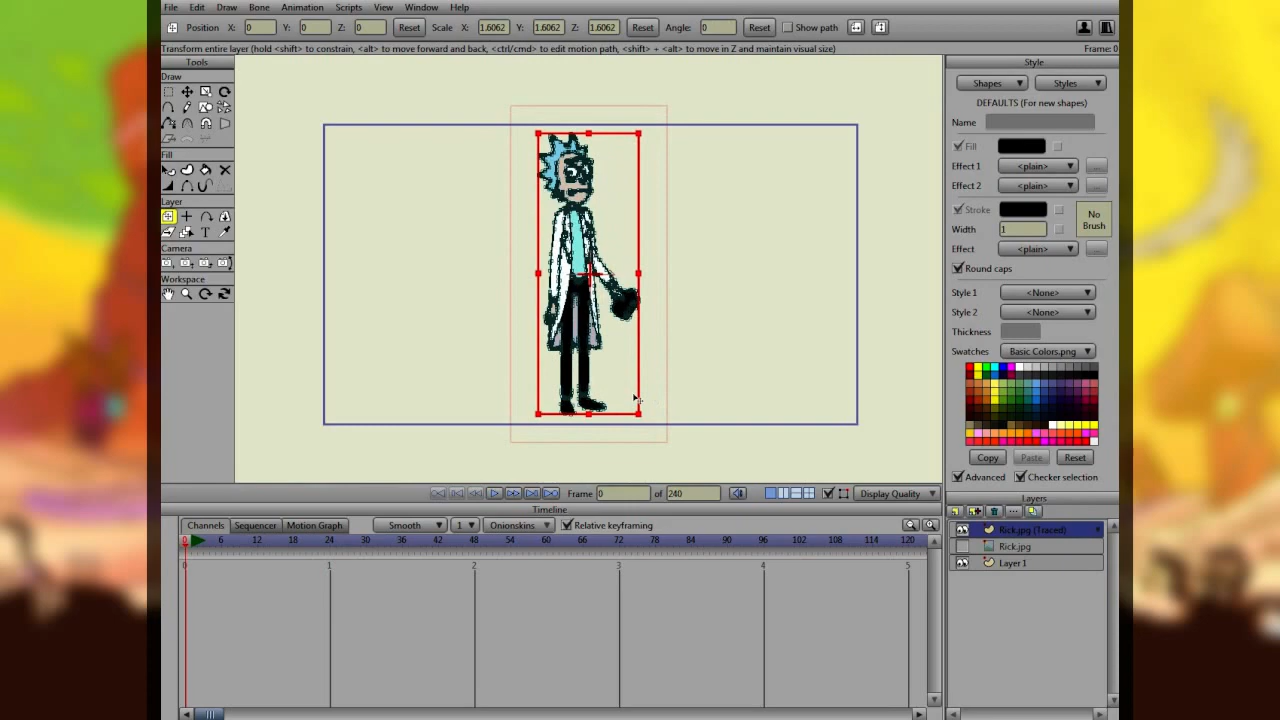 File Edit Draw Bone Animation Scripts View Window Help
Position X: 0 Y: 0 Z: 0 Reset Scale X: 1.6062 Y: 1.6062 Z: 1.6062 Reset Angle: 0 Reset Show path
Transform entire layer (hold <shift> to constrain, <alt> to move forward and back, <ctrl/cmd> to edit motion path, <shift> + <alt> to move in Z and maintain visual size) Frame: 0
Tools
Draw
Fill
Layer
T
Camera
Workspace
Style
Shapes Styles
DEFAULTS (For new shapes)
Name
Fill
Effect 1 <plain> ...
Effect 2 <plain> ...
Stroke
No
Brush
Width 1
Effect <plain> ...
Round caps
Style 1 <None>
Style 2 <None>
Thickness
Swatches Basic Colors.png
Copy Paste Reset
Advanced Checker selection
Frame 0 of 240 Display Quality
Timeline
Channels Sequencer Motion Graph Smooth 1 Onionskins Relative keyframing
0 6 12 18 24 30 36 42 48 54 60 66 72 78 84 90 96 102 108 114 120
0 1 2 3 4 5
Layers
Rick.jpg (Traced)
Rick.jpg
Layer 1